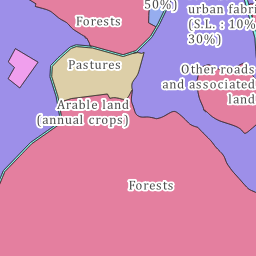 50%)
urban fabri
(S.L. : 10%
30%)
Forests
Pastures
Other roads
and associated
land
Arable land
(annual crops)
Forests